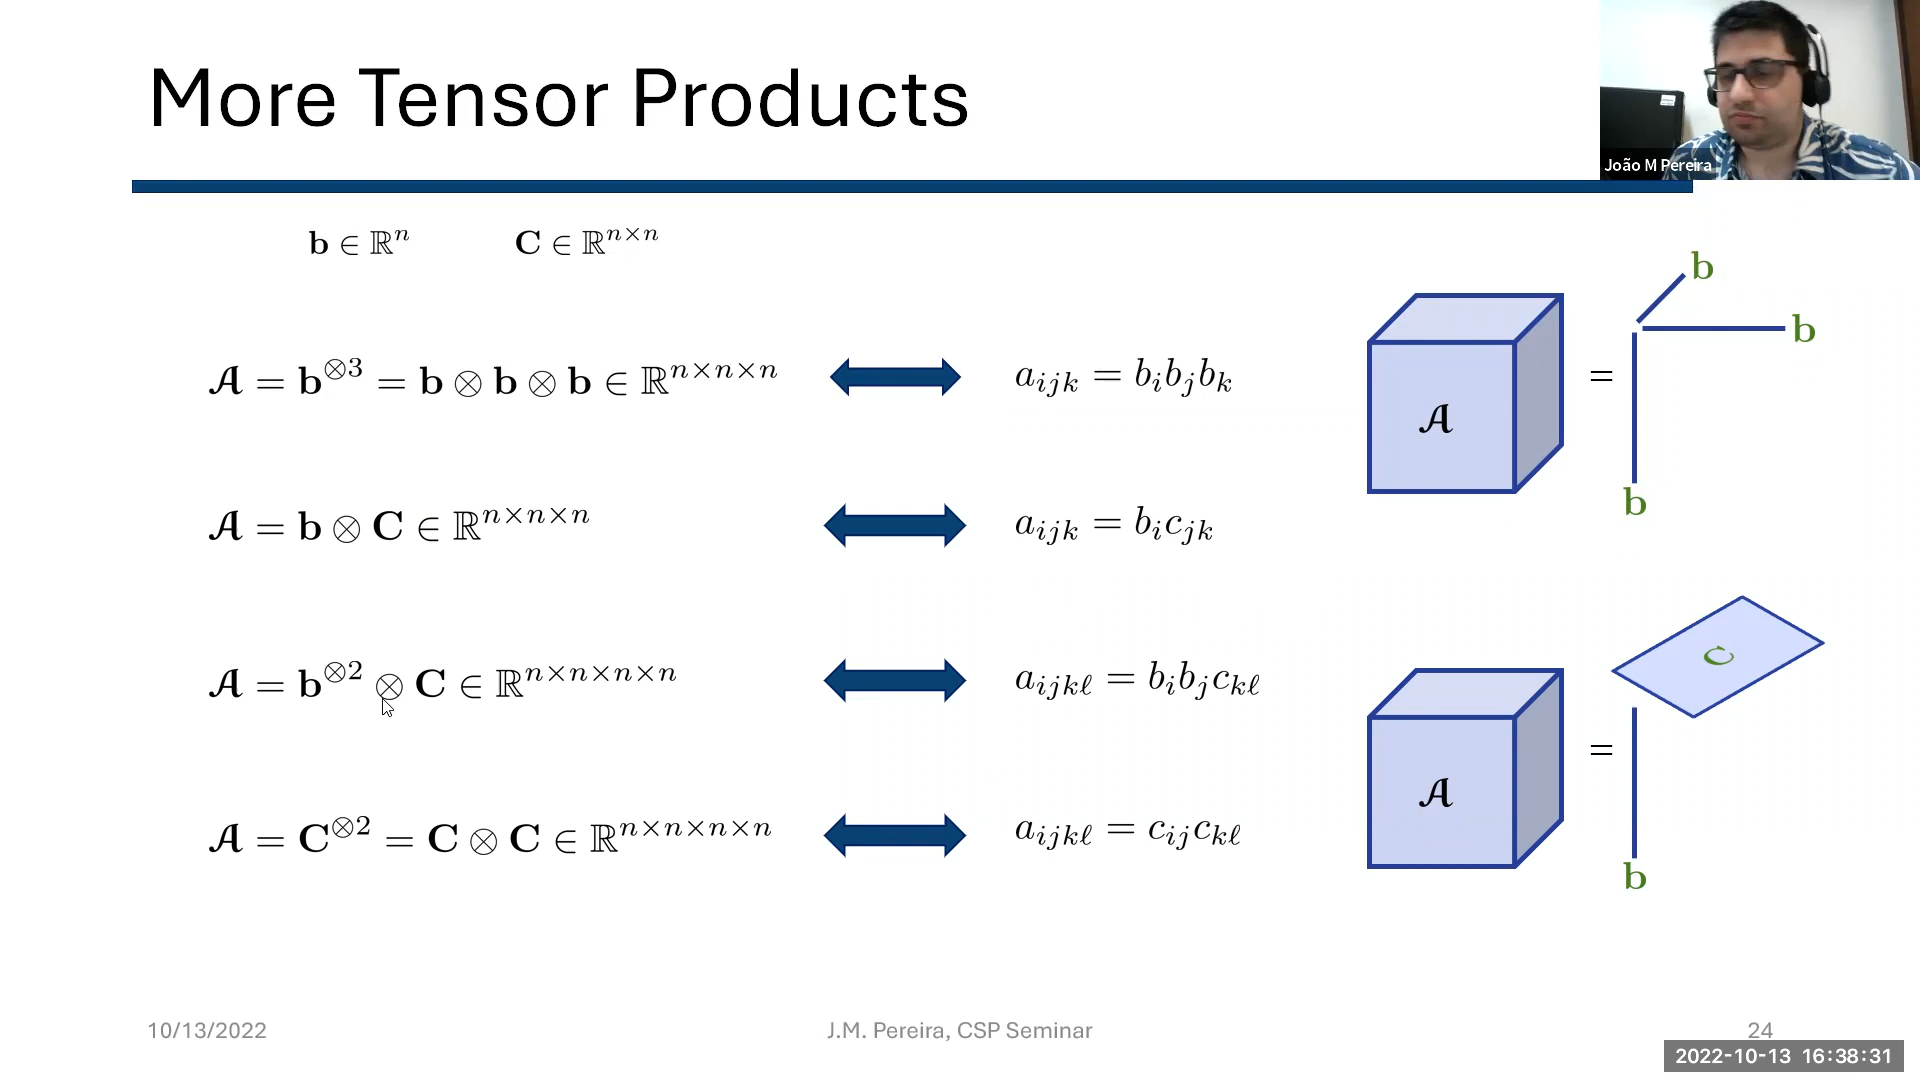 More Tensor Products
João M Pereira
𝐛 ∈ ℝⁿ 𝐂 ∈ ℝⁿˣⁿ
𝓐 = 𝐛^{⊗3} = 𝐛 ⊗ 𝐛 ⊗ 𝐛 ∈ ℝ^{n×n×n} a_{ijk} = b_i b_j b_k
𝓐 = 𝐛 ⊗ 𝐂 ∈ ℝ^{n×n×n} a_{ijk} = b_i c_{jk}
𝓐 = 𝐛^{⊗2} ⊗ 𝐂 ∈ ℝ^{n×n×n×n} a_{ijkℓ} = b_i b_j c_{kℓ}
𝓐 = 𝐂^{⊗2} = 𝐂 ⊗ 𝐂 ∈ ℝ^{n×n×n×n} a_{ijkℓ} = c_{ij} c_{kℓ}
𝐛
𝐛
𝓐 =
𝐛
𝐂
𝓐 =
𝐛
10/13/2022 J.M. Pereira, CSP Seminar 24
2022-10-13 16:38:31